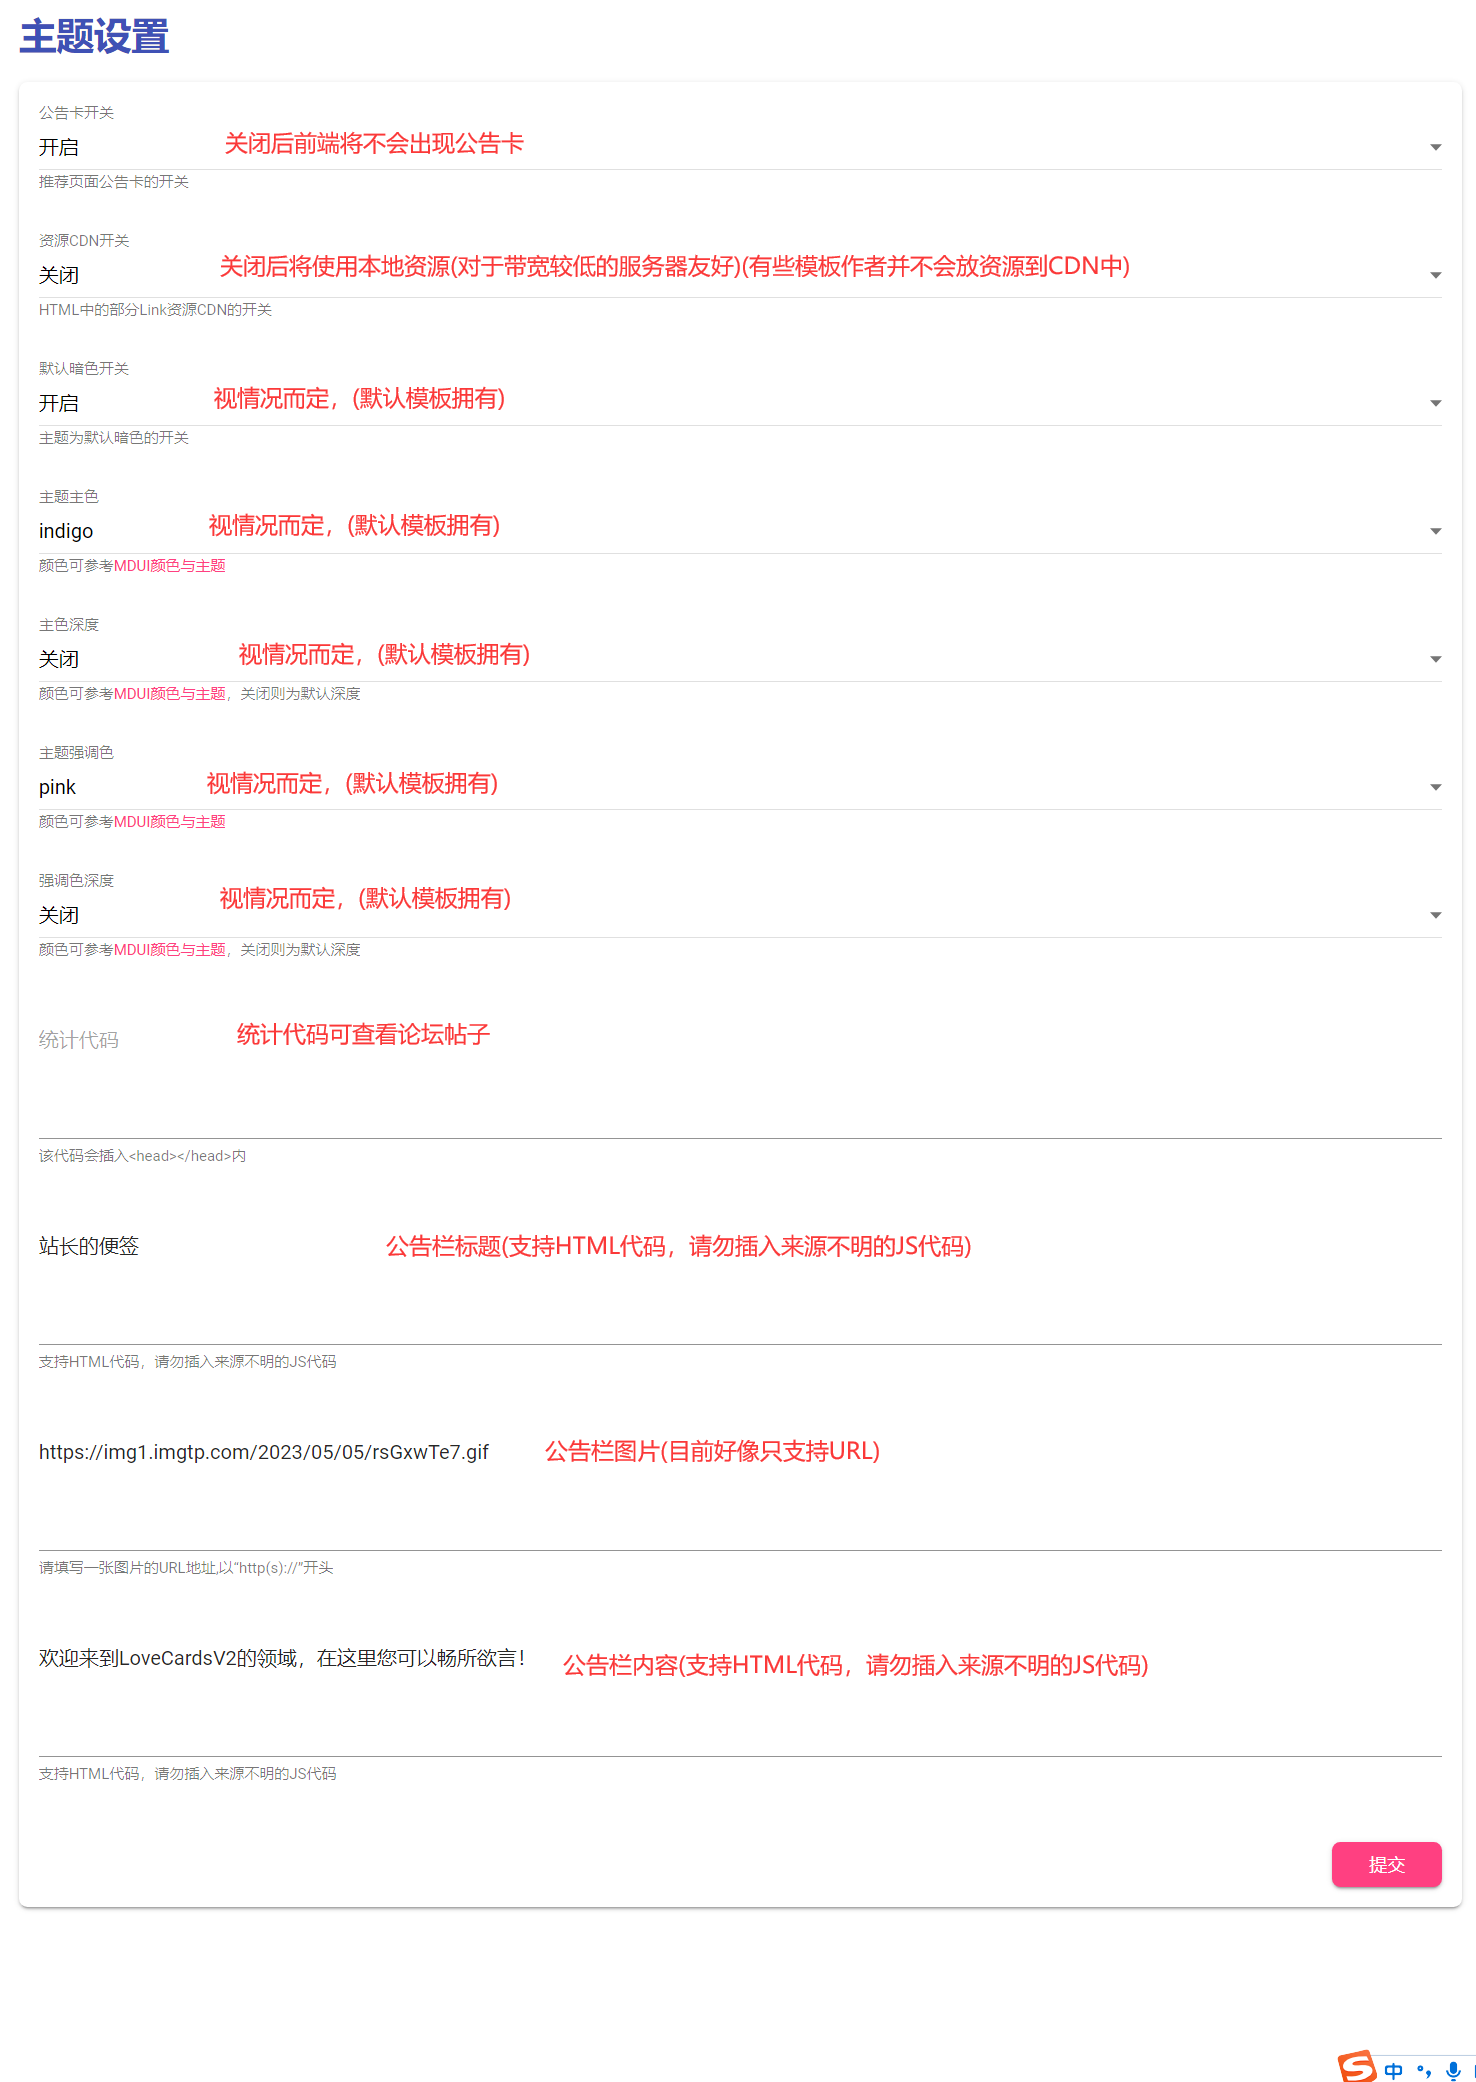 主题设置
公告卡开关
开启
关闭后前端将不会出现公告卡
推荐页面公告卡的开关
资源CDN开关
关闭
关闭后将使用本地资源(对于带宽较低的服务器友好)(有些模板作者并不会放资源到CDN中)
HTML中的部分Link资源CDN的开关
默认暗色开关
开启
视情况而定，(默认模板拥有)
主题为默认暗色的开关
主题主色
indigo
视情况而定，(默认模板拥有)
颜色可参考MDUI颜色与主题
主色深度
关闭
视情况而定，(默认模板拥有)
颜色可参考MDUI颜色与主题，关闭则为默认深度
主题强调色
pink
视情况而定，(默认模板拥有)
颜色可参考MDUI颜色与主题
强调色深度
关闭
视情况而定，(默认模板拥有)
颜色可参考MDUI颜色与主题，关闭则为默认深度
统计代码
统计代码可查看论坛帖子
该代码会插入<head></head>内
站长的便签
公告栏标题(支持HTML代码，请勿插入来源不明的JS代码)
支持HTML代码，请勿插入来源不明的JS代码
https://img1.imgtp.com/2023/05/05/rsGxwTe7.gif
公告栏图片(目前好像只支持URL)
请填写一张图片的URL地址,以“http(s)://”开头
欢迎来到LoveCardsV2的领域，在这里您可以畅所欲言！
公告栏内容(支持HTML代码，请勿插入来源不明的JS代码)
支持HTML代码，请勿插入来源不明的JS代码
提交
中